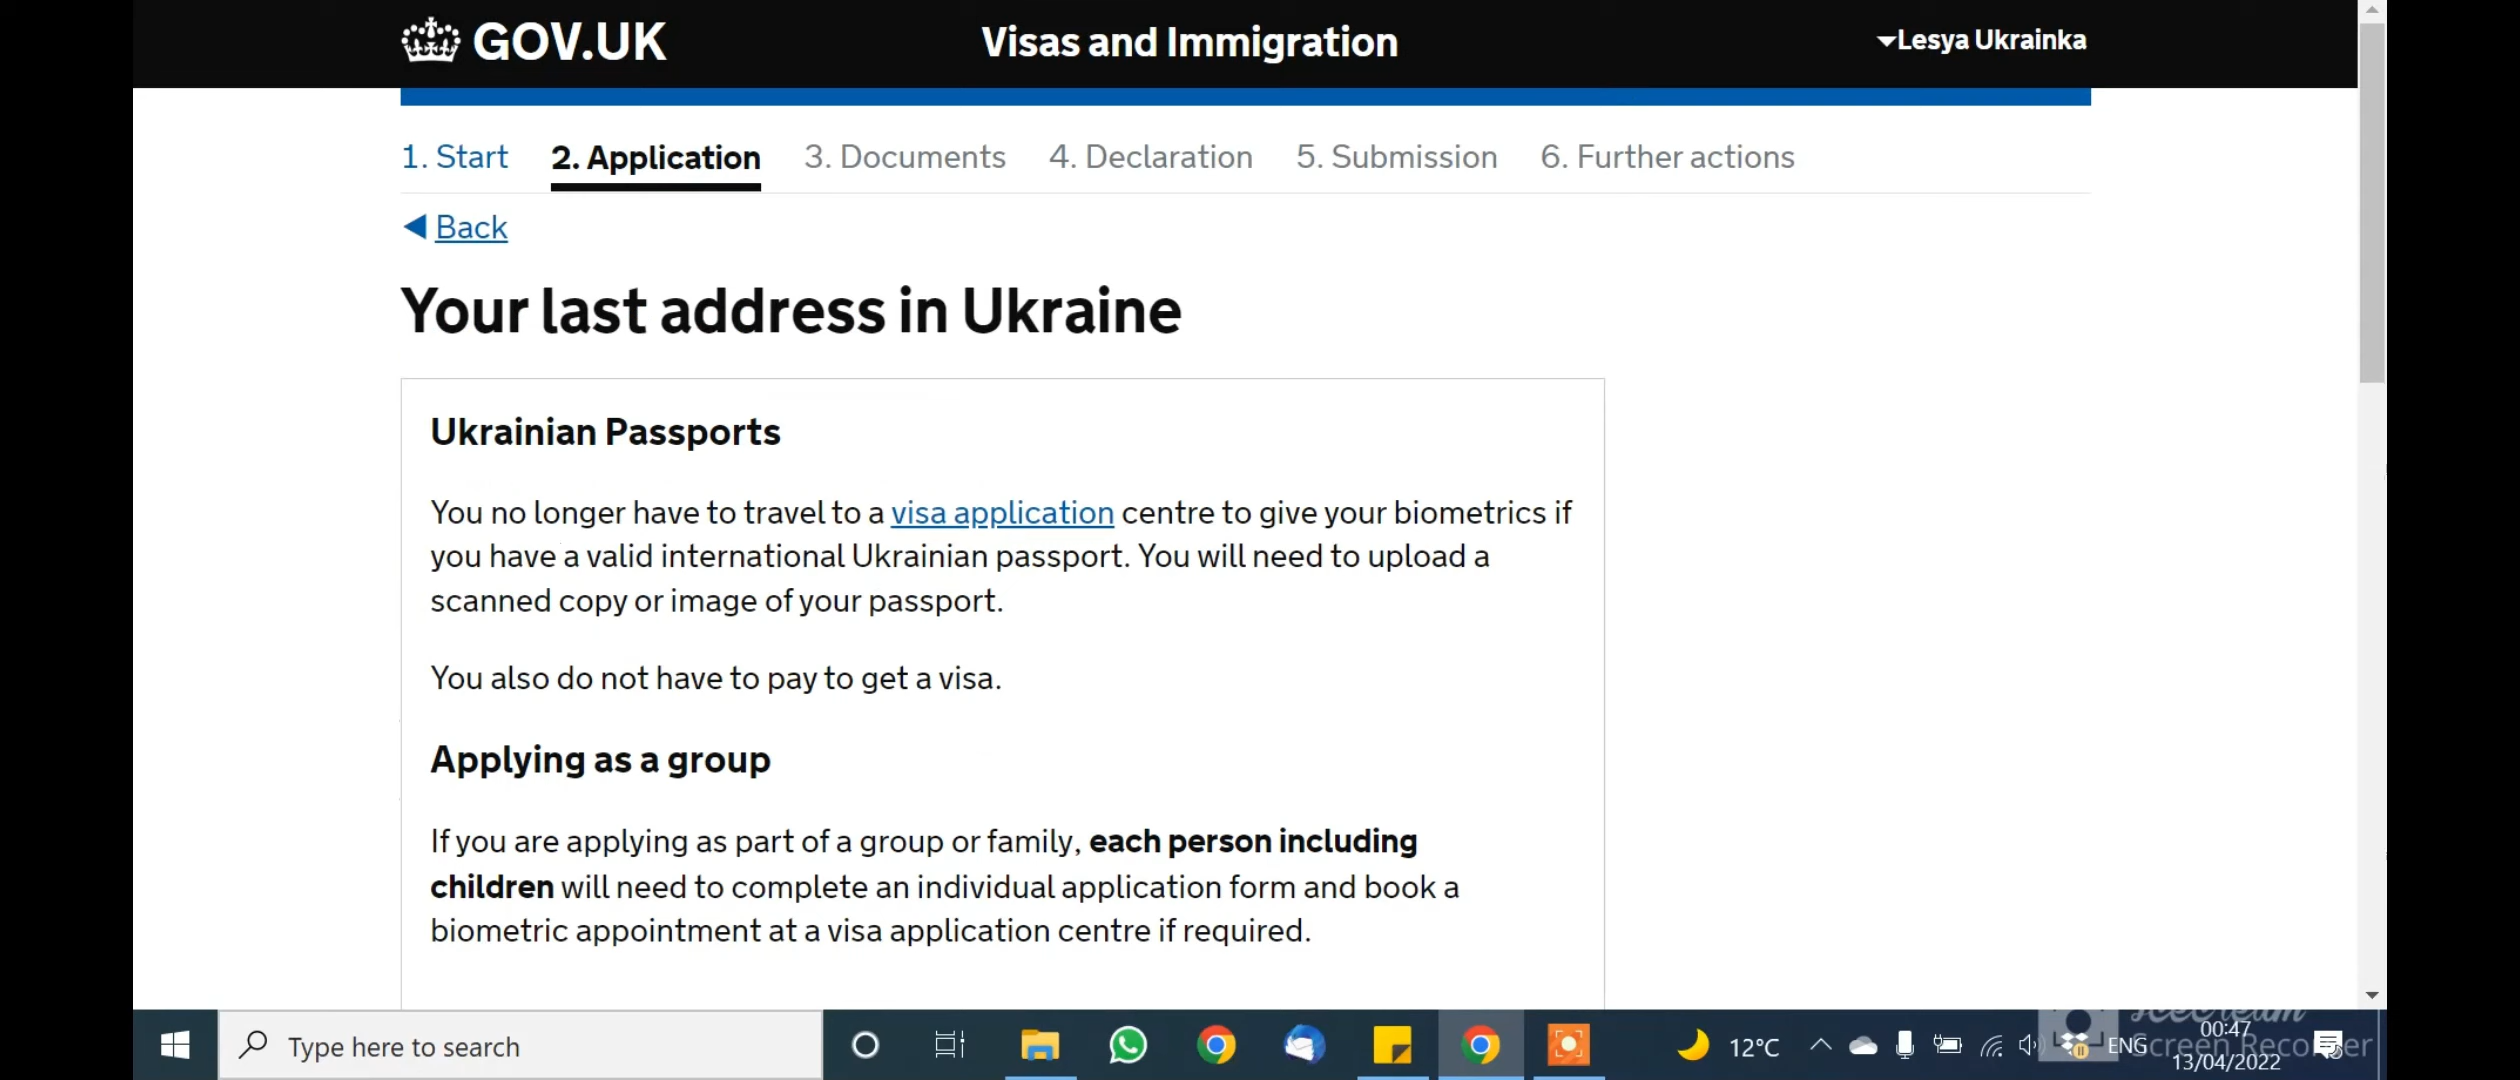 GOV.UK
Visas and Immigration
Lesya Ukrainka
1. Start
2. Application
3. Documents
4. Declaration
5. Submission
6. Further actions
Back
Your last address in Ukraine
Ukrainian Passports
You no longer have to travel to a visa application centre to give your biometrics if
you have a valid international Ukrainian passport. You will need to upload a
scanned copy or image of your passport.
You also do not have to pay to get a visa.
Applying as a group
If you are applying as part of a group or family, each person including
children will need to complete an individual application form and book a
biometric appointment at a visa application centre if required.
Type here to search
12°C
ENG
00:47
13/04/2022
Screen